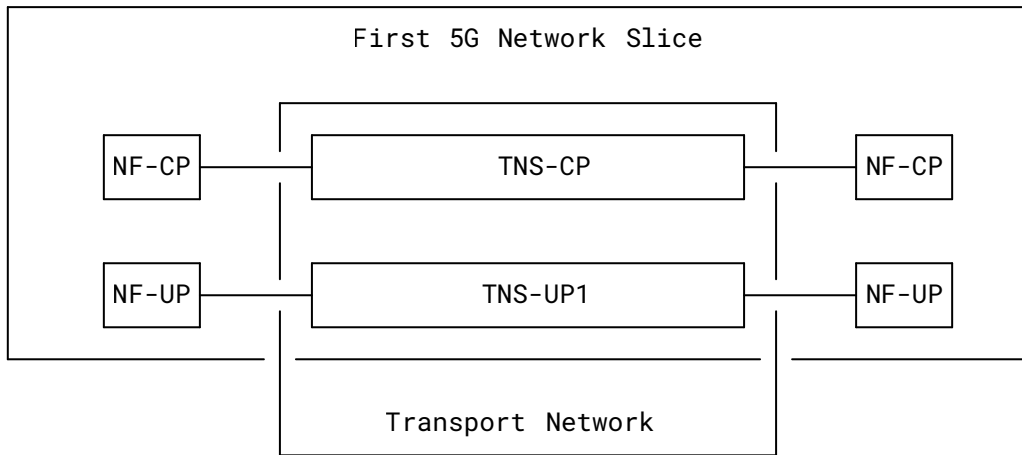 First 5G Network Slice
NF-CP TNS-CP NF-CP
NF-UP TNS-UP1 NF-UP
Transport Network